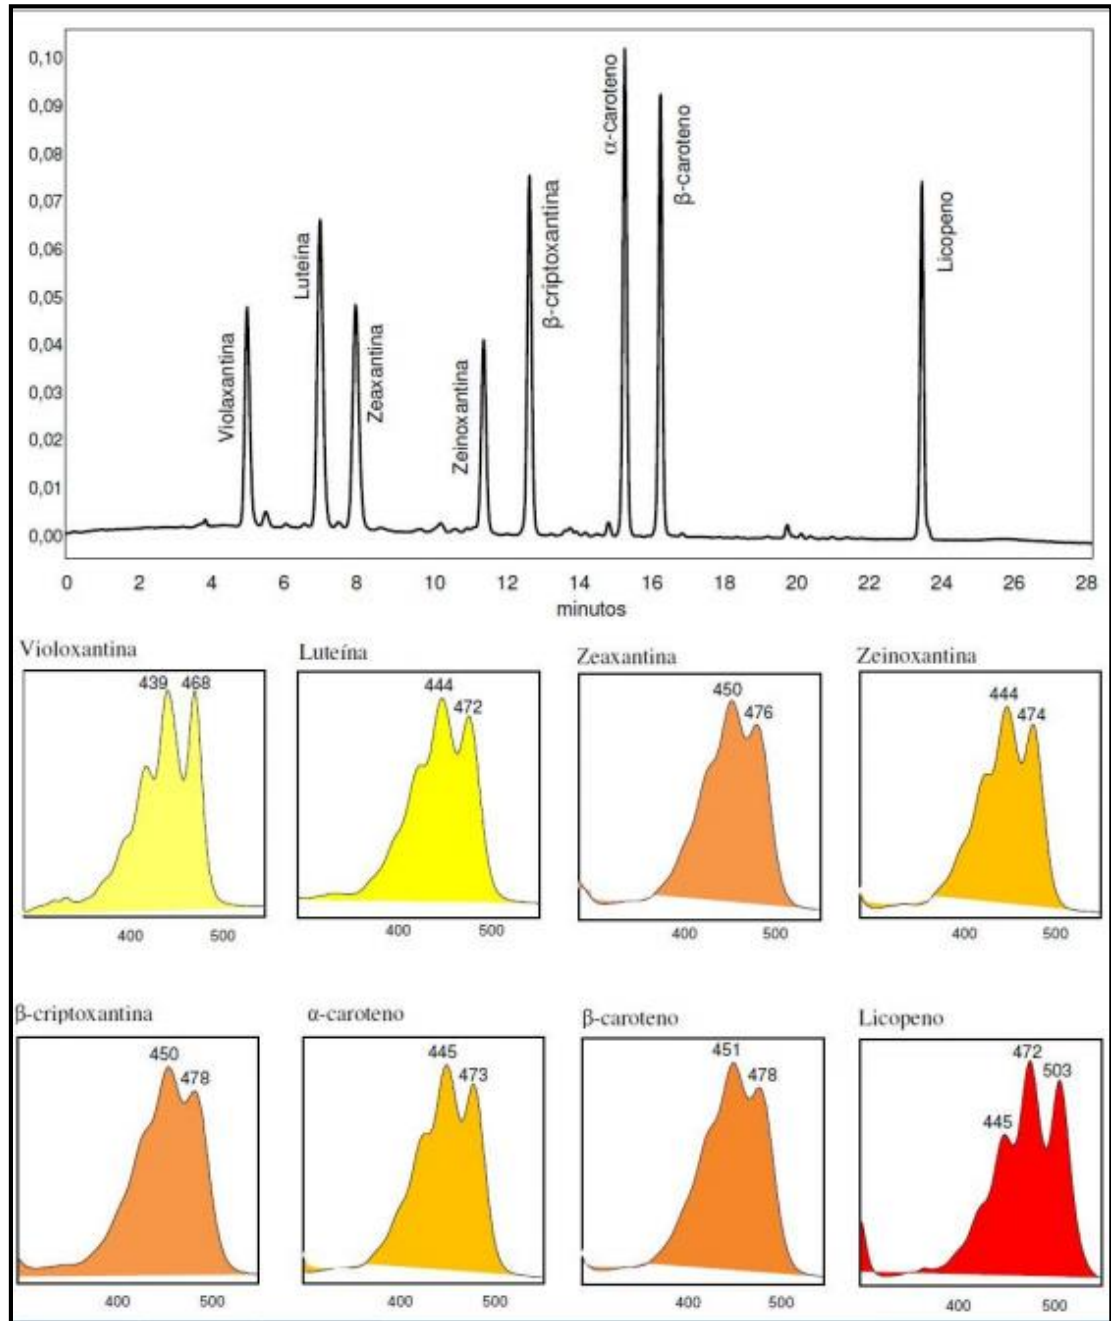 0,10
0,09
0,08
0,07
0,06
0,05
0,04
0,03
0,02
0,01
0,00
Violaxantina
Luteína
Zeaxantina
Zeinoxantina
β-criptoxantina
α-caroteno
β-caroteno
Licopeno
0 2 4 6 8 10 12 14 16 18 20 22 24 26 28
minutos
Violoxantina Luteína Zeaxantina Zeinoxantina
439 468 444 472 450 476 444 474
400 500 400 500 400 500 400 500
β-criptoxantina α-caroteno β-caroteno Licopeno
450 478 445 473 451 478 445 472 503
400 500 400 500 400 500 400 500